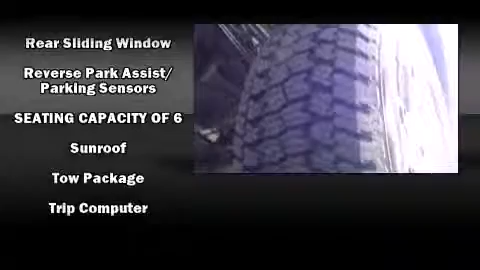 Rear Sliding Window
Reverse Park Assist/
Parking Sensors
SEATING CAPACITY OF 6
Sunroof
Tow Package
Trip Computer